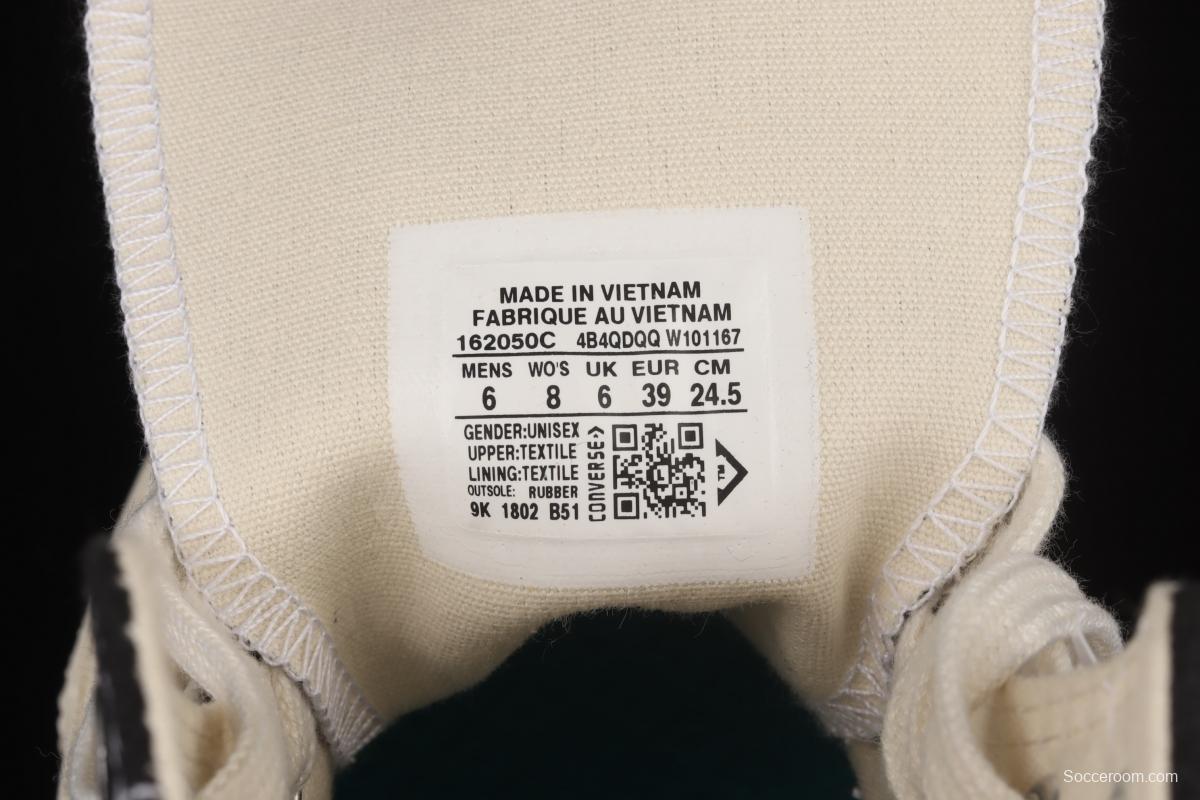 MADE IN VIETNAM
FABRIQUE AU VIETNAM
162050C 4B4QDQQ W101167
MENS WO'S UK EUR CM
6 8 6 39 24.5
GENDER:UNISEX
UPPER:TEXTILE
LINING:TEXTILE
OUTSOLE: RUBBER
9K 1802 B51
CONVERSE
TM
Socceroom.com